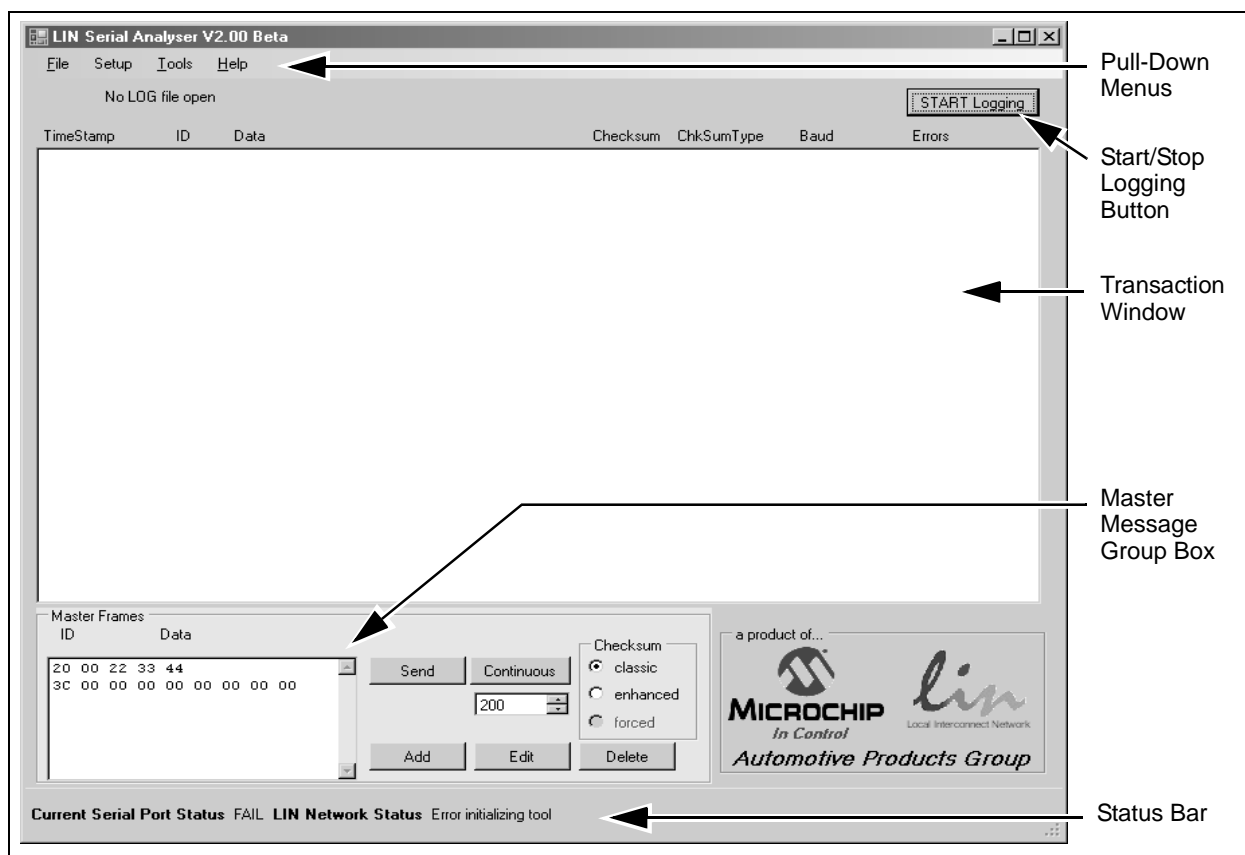 LIN Serial Analyser V2.00 Beta
File Setup Tools Help
Pull-Down
Menus
No LOG file open
START Logging
TimeStamp ID Data Checksum ChkSumType Baud Errors
Start/Stop
Logging
Button
Transaction
Window
Master
Message
Group Box
Master Frames
ID Data
20 00 22 33 44
3C 00 00 00 00 00 00 00 00
Send Continuous
200
Add Edit Delete
Checksum
classic
enhanced
forced
a product of...
MICROCHIP
In Control
lin
Local Interconnect Network
Automotive Products Group
Current Serial Port Status FAIL LIN Network Status Error initializing tool
Status Bar